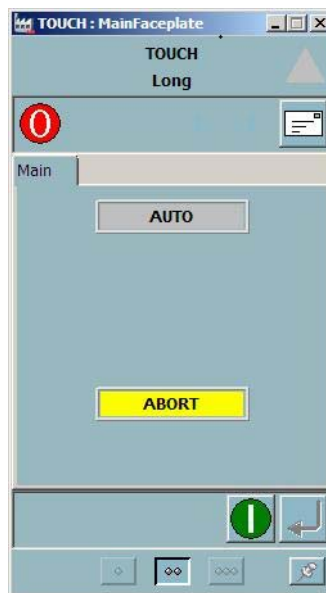 TOUCH : MainFaceplate
TOUCH
Long
Main
AUTO
ABORT